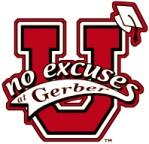 U
no excuses
at Gerber
TM